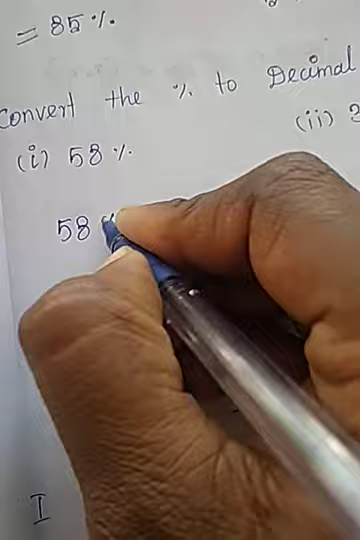 = 85 %.
Convert the % to Decimal
(i) 58 %. (ii)
58 %
I